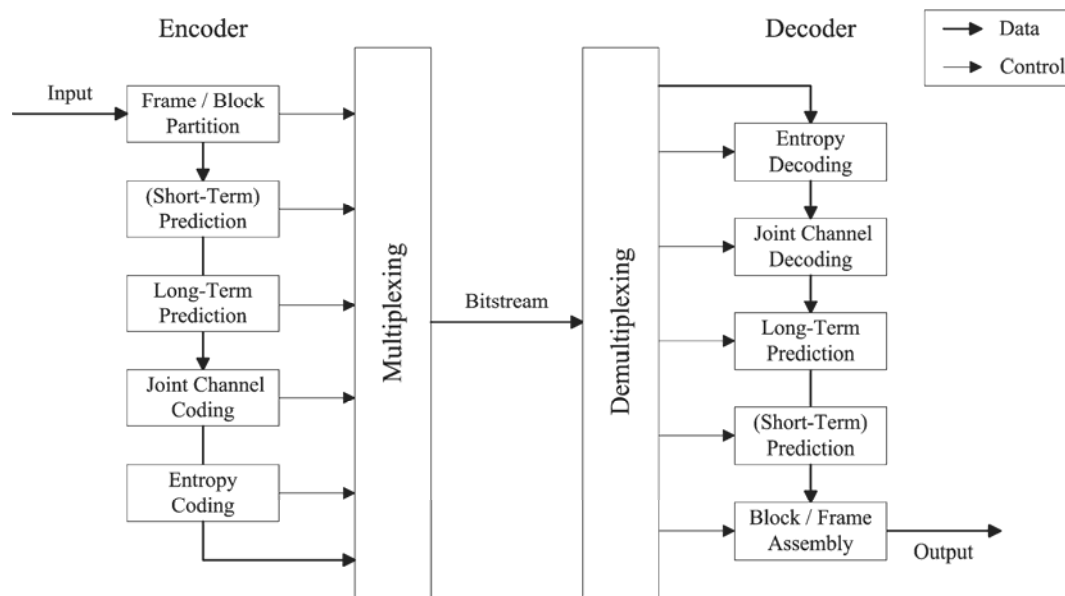 Encoder
Decoder
Data
Control
Input
Frame / Block
Partition
(Short-Term)
Prediction
Long-Term
Prediction
Joint Channel
Coding
Entropy
Coding
Multiplexing
Bitstream
Demultiplexing
Entropy
Decoding
Joint Channel
Decoding
Long-Term
Prediction
(Short-Term)
Prediction
Block / Frame
Assembly
Output